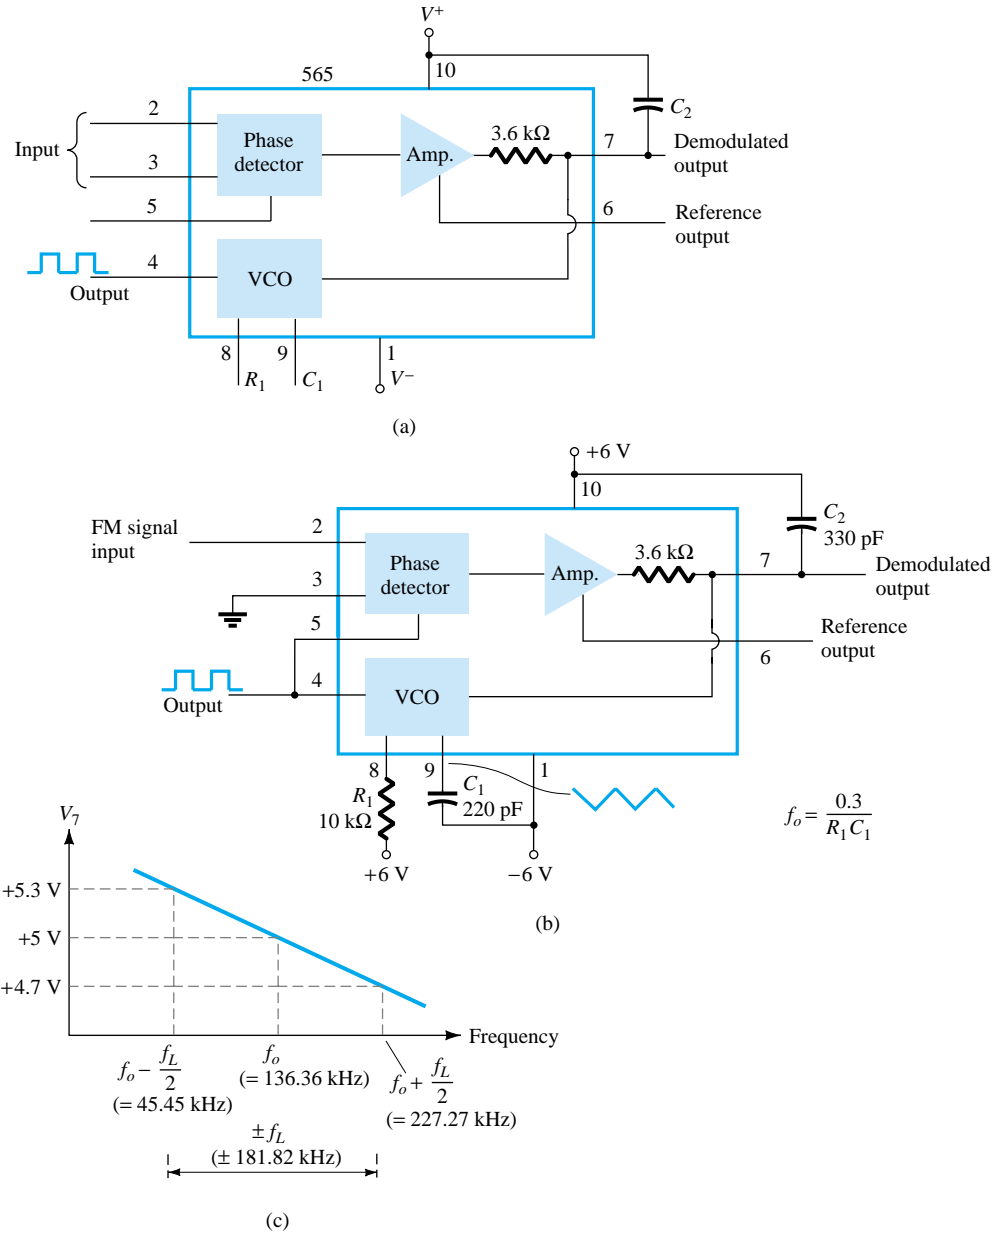 V⁺
10
565
C₂
2
Input
3
5
Phase
detector
Amp.
3.6 kΩ
7
Demodulated
output
6
Reference
output
4
Output
VCO
8
R₁
9
C₁
1
V⁻
(a)
+6 V
10
C₂
330 pF
FM signal
input
2
3
5
Phase
detector
Amp.
3.6 kΩ
7
Demodulated
output
Reference
output
6
4
Output
VCO
8
R₁
10 kΩ
+6 V
9
C₁
220 pF
1
−6 V
fₒ = 0.3 / R₁C₁
(b)
V₇
+5.3 V
+5 V
+4.7 V
Frequency
fₒ − f_L / 2
(= 45.45 kHz)
fₒ
(= 136.36 kHz)
fₒ + f_L / 2
(= 227.27 kHz)
± f_L
(± 181.82 kHz)
(c)